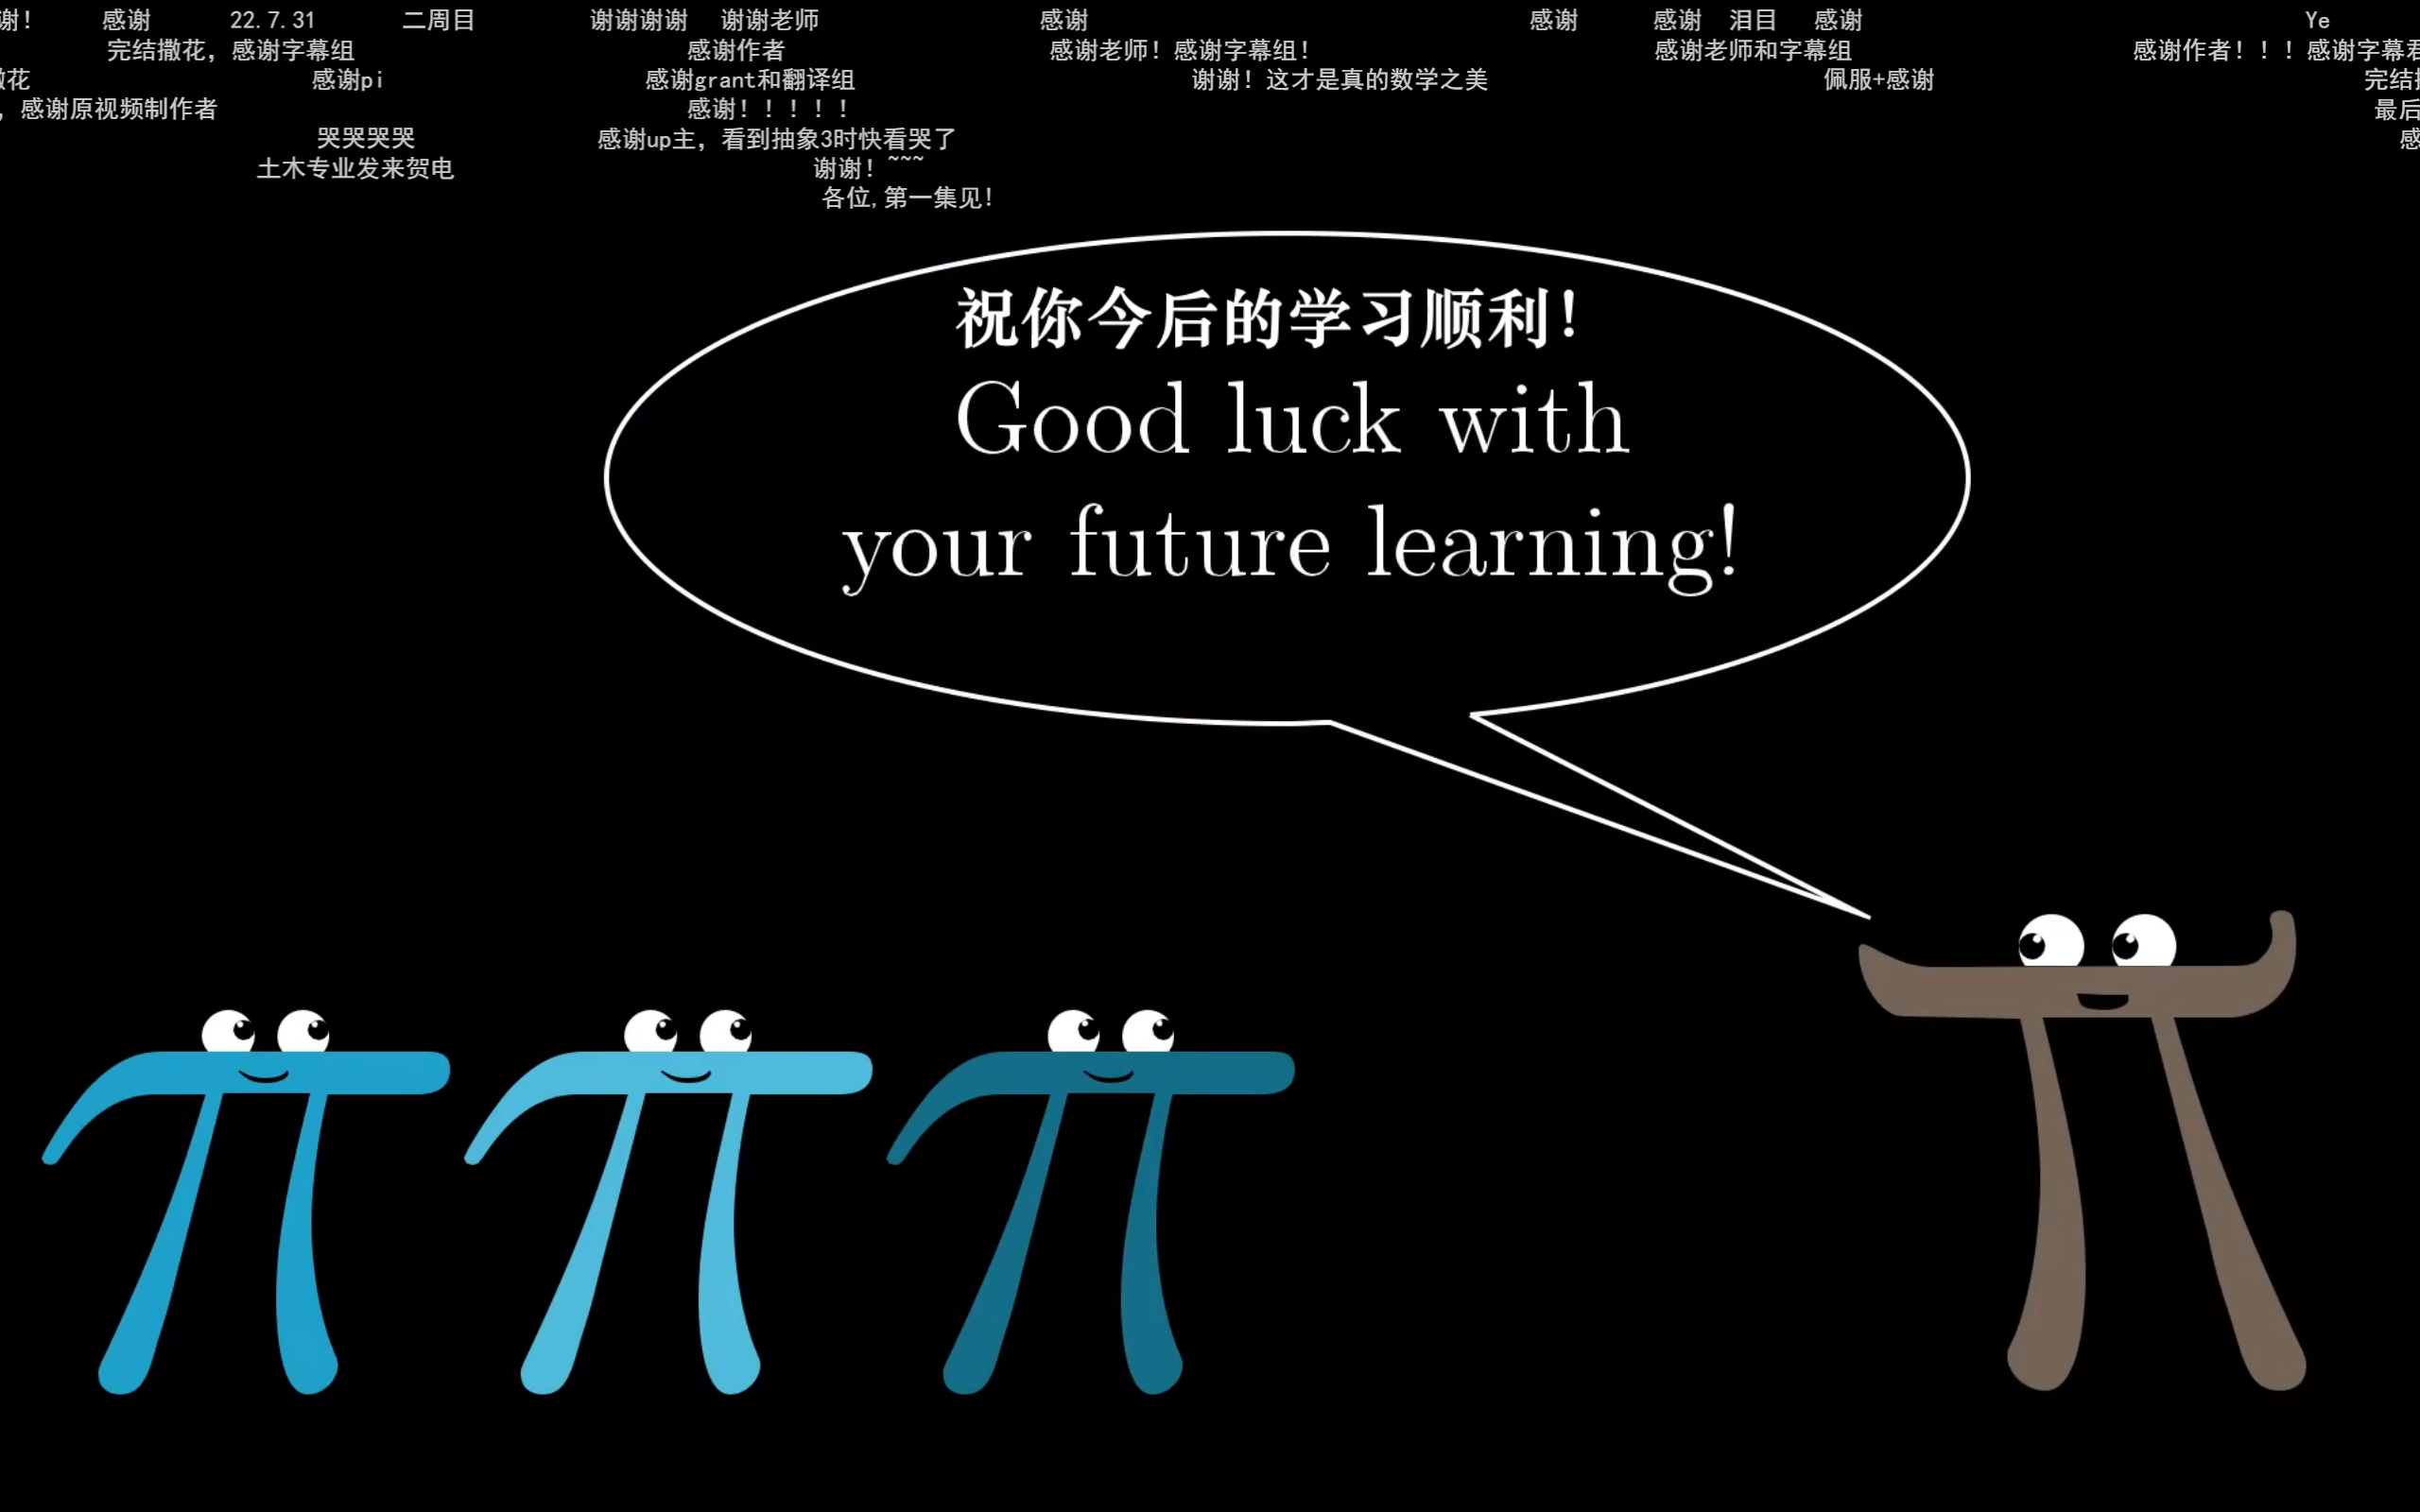 谢！ 感谢 22.7.31 二周目 谢谢谢谢 谢谢老师 感谢 感谢 感谢 泪目 感谢 Ye
完结撒花，感谢字幕组 感谢作者 感谢老师！感谢字幕组！ 感谢老师和字幕组 感谢作者！！！感谢字幕君
花 感谢pi 感谢grant和翻译组 谢谢！这才是真的数学之美 佩服+感谢 完结
，感谢原视频制作者 感谢！！！！！ 最后
哭哭哭哭 感谢up主，看到抽象3时快看哭了 感
土木专业发来贺电 谢谢！~~~
各位,第一集见！
祝你今后的学习顺利！
Good luck with
your future learning!